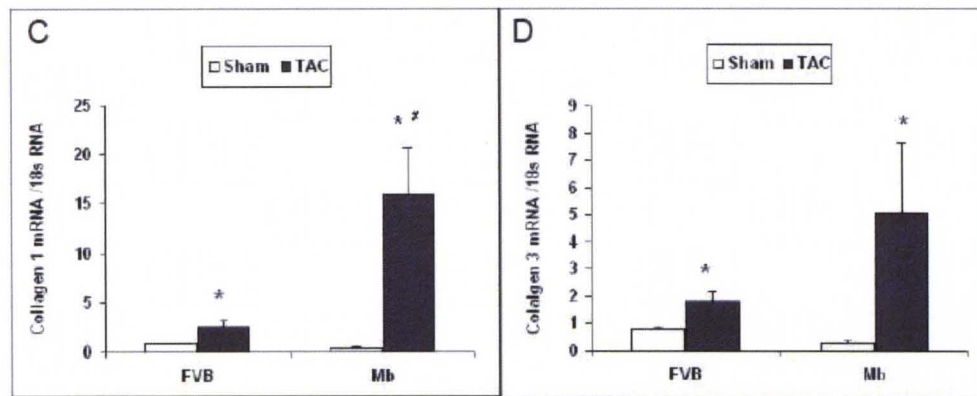 C
Sham TAC
Collagen 1 mRNA /18s RNA
25
20
15
10
5
0
* *
#
*
FVB Mb
D
Sham TAC
Colalgen 3 mRNA /18s RNA
9
8
7
6
5
4
3
2
1
0
*
*
FVB Mb